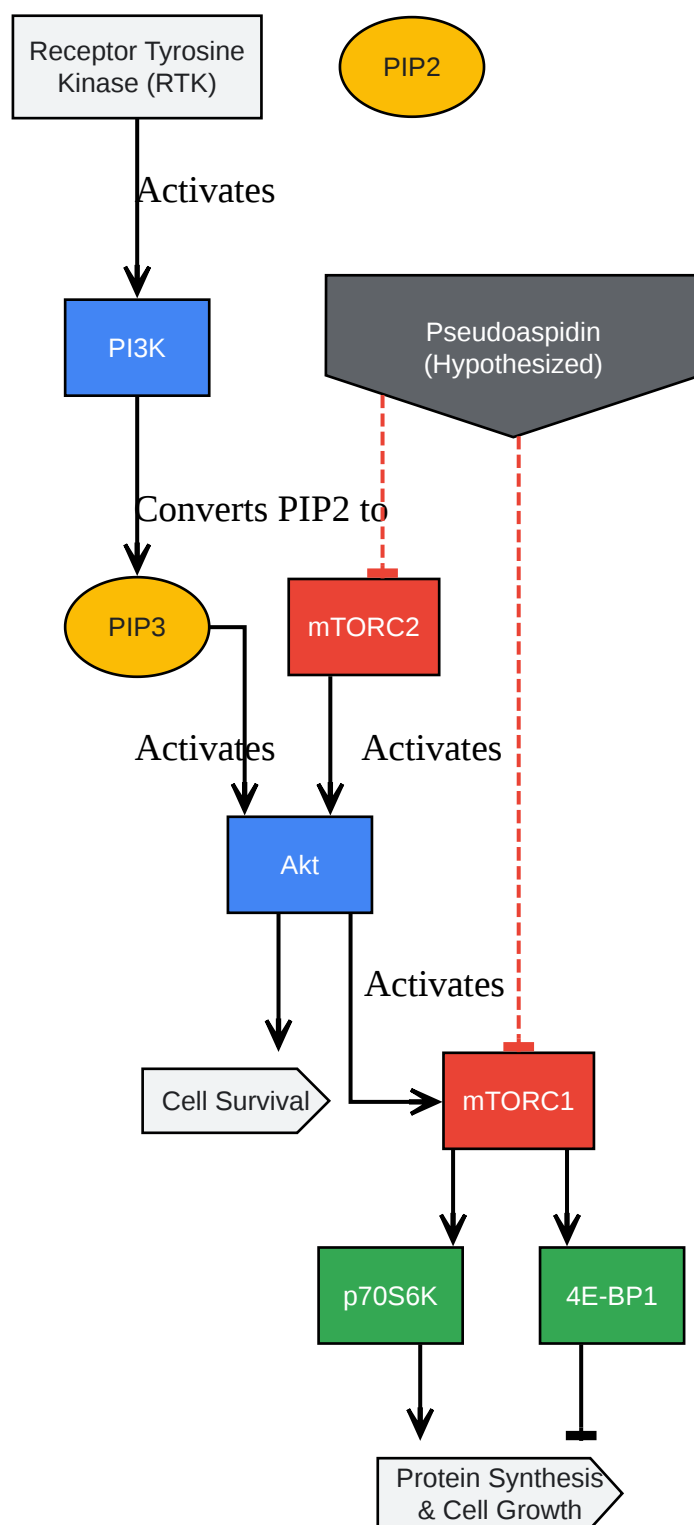 Receptor Tyrosine
Kinase (RTK)
PIP2
Activates
PI3K
Pseudoaspidin
(Hypothesized)
Converts PIP2 to
PIP3
mTORC2
Activates
Activates
Akt
Activates
Cell Survival
mTORC1
p70S6K
4E-BP1
Protein Synthesis
& Cell Growth